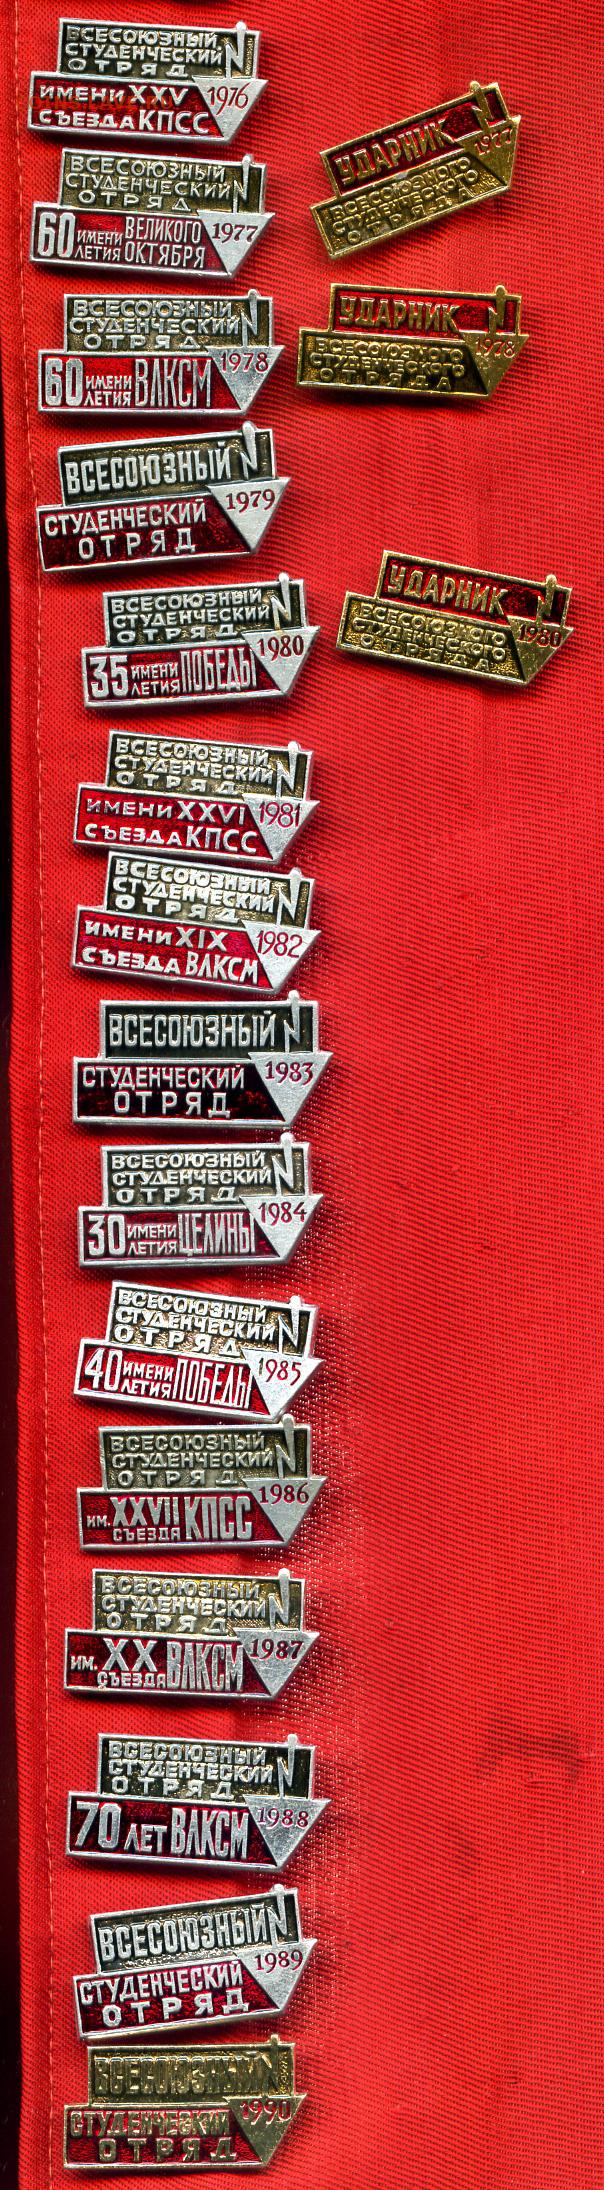 ВСЕСОЮЗНЫЙ
СТУДЕНЧЕСКИЙ
ОТРЯД
ИМЕНИ XXV 1976
СЪЕЗДА КПСС
ВСЕСОЮЗНЫЙ
СТУДЕНЧЕСКИЙ
ОТРЯД
60 ИМЕНИ ЛЕТИЯ ВЕЛИКОГО ОКТЯБРЯ 1977
УДАРНИК 1977
ВСЕСОЮЗНОГО
СТУДЕНЧЕСКОГО
ОТРЯДА
ВСЕСОЮЗНЫЙ
СТУДЕНЧЕСКИЙ
ОТРЯД
60 ИМЕНИ ЛЕТИЯ ВЛКСМ 1978
УДАРНИК 1978
ВСЕСОЮЗНОГО
СТУДЕНЧЕСКОГО
ОТРЯДА
ВСЕСОЮЗНЫЙ
СТУДЕНЧЕСКИЙ 1979
ОТРЯД
ВСЕСОЮЗНЫЙ
СТУДЕНЧЕСКИЙ
ОТРЯД
35 ИМЕНИ ЛЕТИЯ ПОБЕДЫ 1980
УДАРНИК
ВСЕСОЮЗНОГО 1980
СТУДЕНЧЕСКОГО
ОТРЯДА
ВСЕСОЮЗНЫЙ
СТУДЕНЧЕСКИЙ
ОТРЯД
ИМЕНИ XXVI 1981
СЪЕЗДА КПСС
ВСЕСОЮЗНЫЙ
СТУДЕНЧЕСКИЙ
ОТРЯД
ИМЕНИ XIX 1982
СЪЕЗДА ВЛКСМ
ВСЕСОЮЗНЫЙ
СТУДЕНЧЕСКИЙ 1983
ОТРЯД
ВСЕСОЮЗНЫЙ
СТУДЕНЧЕСКИЙ
ОТРЯД
30 ИМЕНИ ЛЕТИЯ ЦЕЛИНЫ 1984
ВСЕСОЮЗНЫЙ
СТУДЕНЧЕСКИЙ
ОТРЯД
40 ИМЕНИ ЛЕТИЯ ПОБЕДЫ 1985
ВСЕСОЮЗНЫЙ
СТУДЕНЧЕСКИЙ
ОТРЯД
ИМ. XXVII СЪЕЗДА КПСС 1986
ВСЕСОЮЗНЫЙ
СТУДЕНЧЕСКИЙ
ОТРЯД
ИМ. XX СЪЕЗДА ВЛКСМ 1987
ВСЕСОЮЗНЫЙ
СТУДЕНЧЕСКИЙ
ОТРЯД
70 ЛЕТ ВЛКСМ 1988
ВСЕСОЮЗНЫЙ
СТУДЕНЧЕСКИЙ 1989
ОТРЯД
ВСЕСОЮЗНЫЙ
СТУДЕНЧЕСКИЙ 1990
ОТРЯД